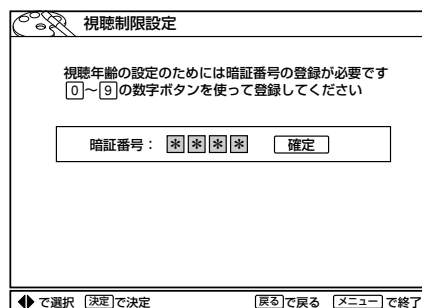 視聴制限設定
視聴年齢の設定のためには暗証番号の登録が必要です
0～9の数字ボタンを使って登録してください
暗証番号： ＊＊＊＊ 確定
で選択 決定で決定 戻るで戻る メニューで終了